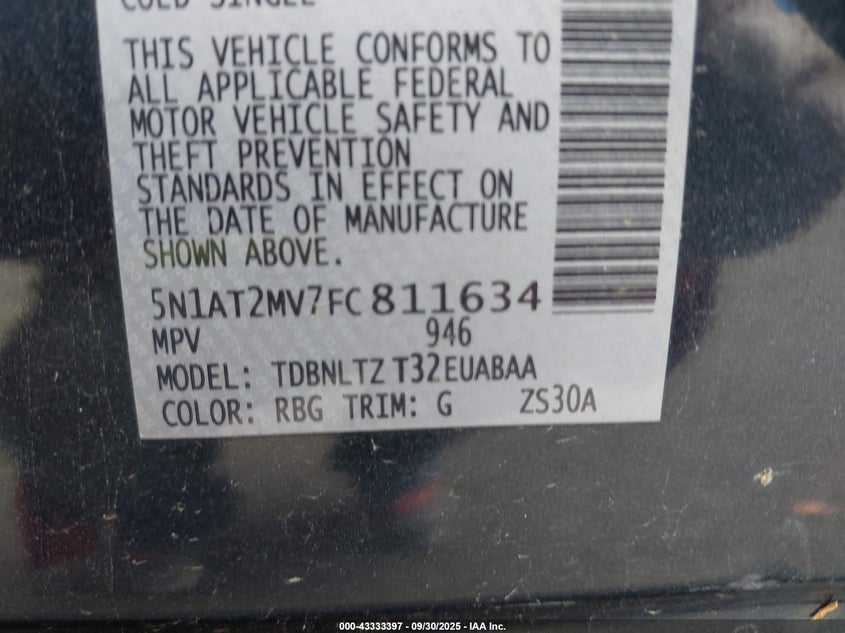 COLD SINGLE
THIS VEHICLE CONFORMS TO
ALL APPLICABLE FEDERAL
MOTOR VEHICLE SAFETY AND
THEFT PREVENTION
STANDARDS IN EFFECT ON
THE DATE OF MANUFACTURE
SHOWN ABOVE.
5N1AT2MV7FC811634
MPV 946
MODEL: TDBNLTZ T32EUABAA
COLOR: RBG TRIM: G ZS30A
000-43333397 - 09/30/2025 - IAA Inc.